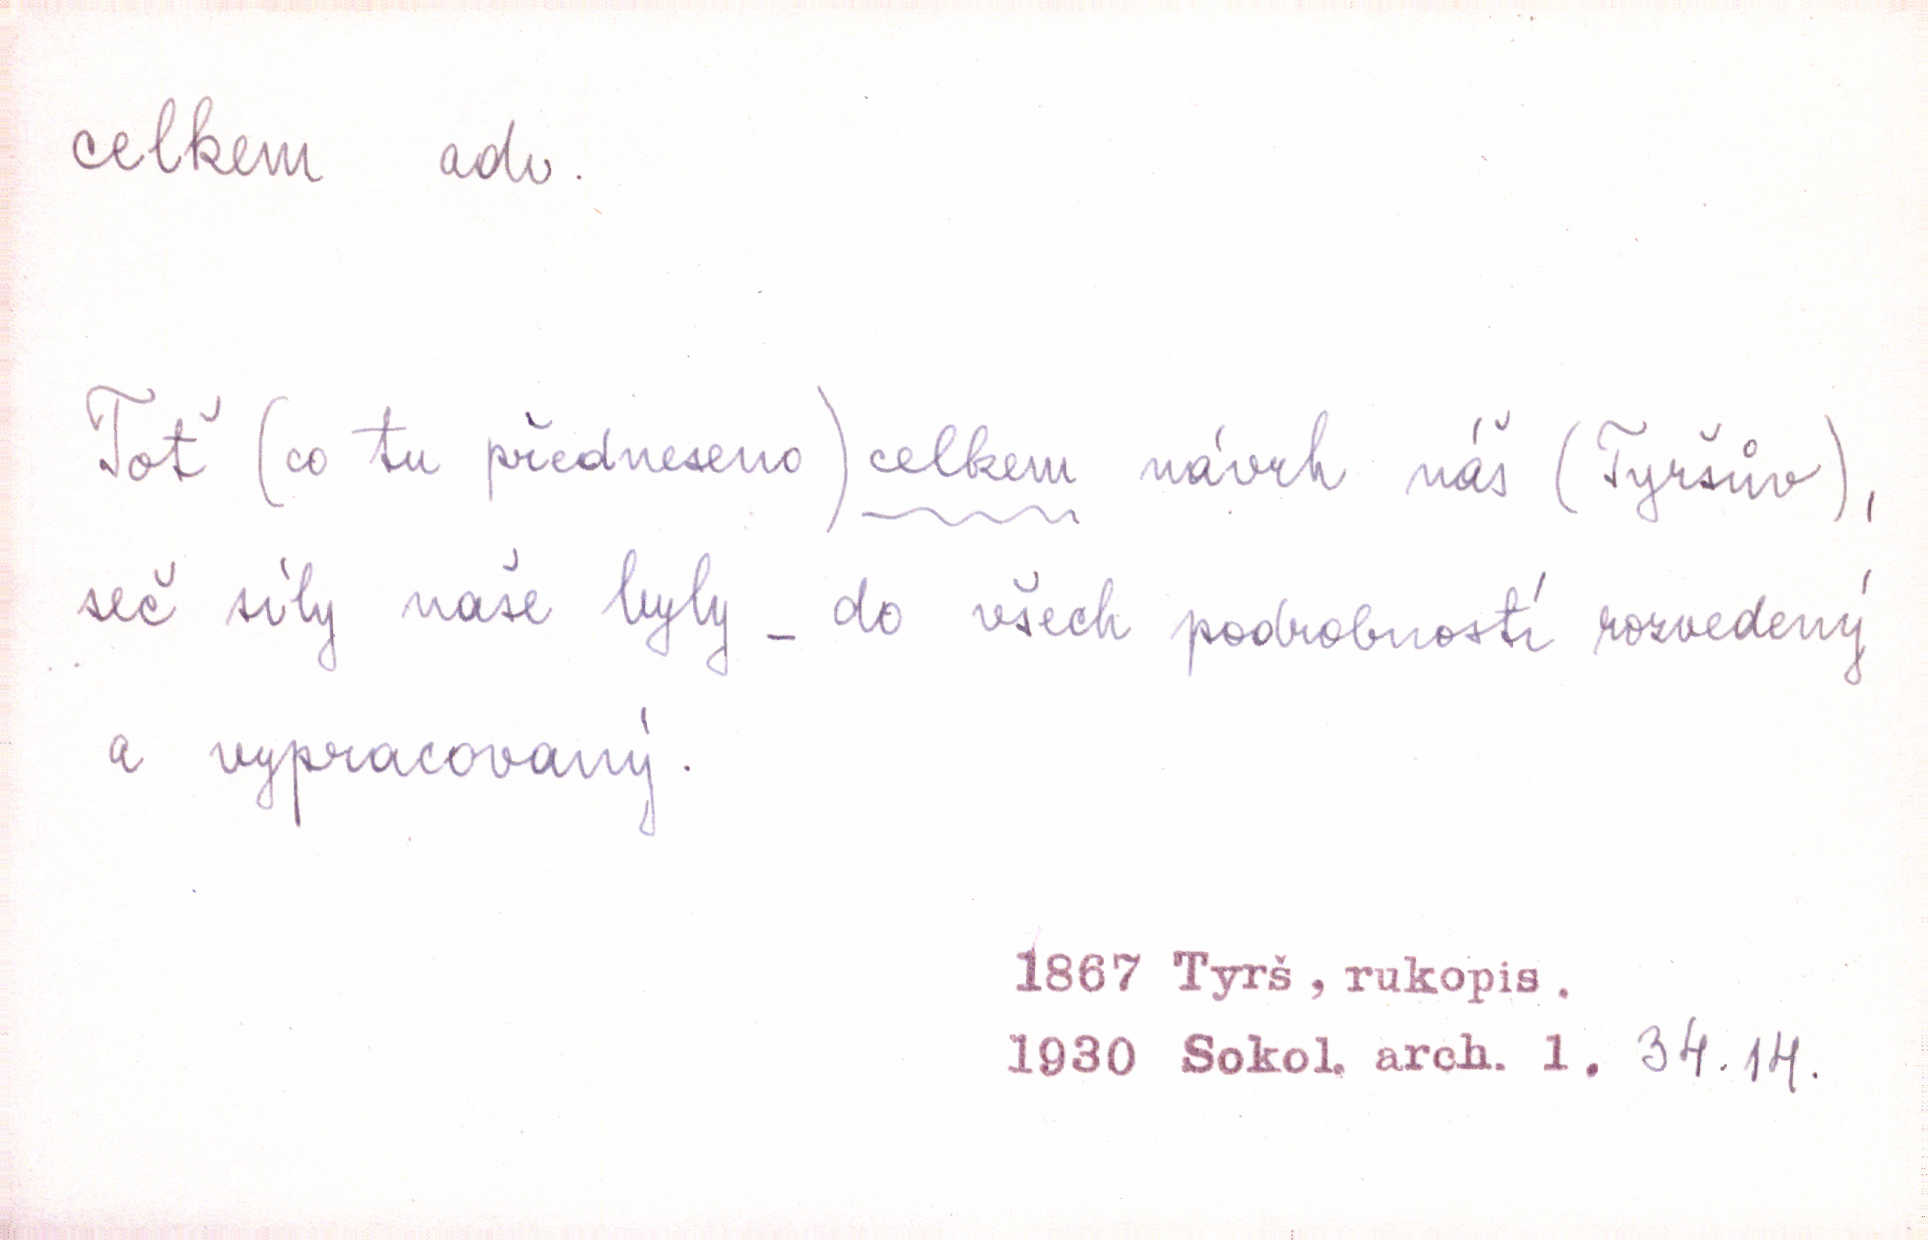 celkem adv.
Toť (co tu předneseno) celkem návrh náš (Tyršův),
seč síly naše byly – do všech podrobností rozvedený
a vypracovaný.
1867 Tyrš, rukopis.
1930 Sokol. arch. 1. 34.14.